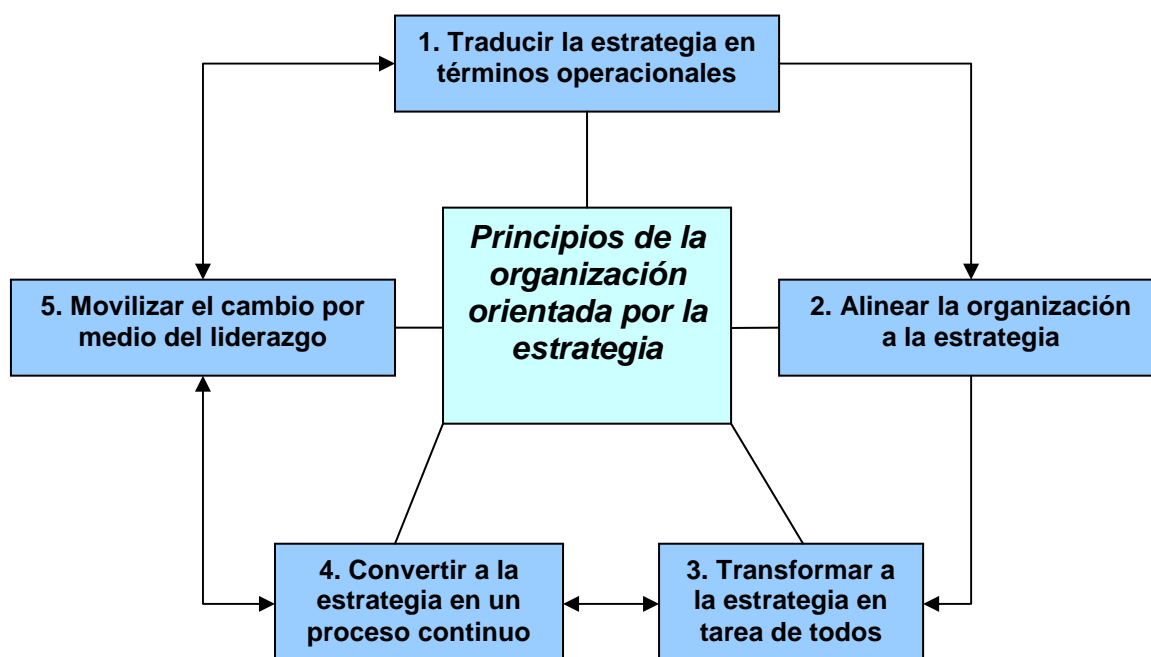 1. Traducir la estrategia en
términos operacionales
Principios de la
organización
orientada por la
estrategia
5. Movilizar el cambio por
medio del liderazgo
2. Alinear la organización
a la estrategia
4. Convertir a la
estrategia en un
proceso continuo
3. Transformar a
la estrategia en
tarea de todos